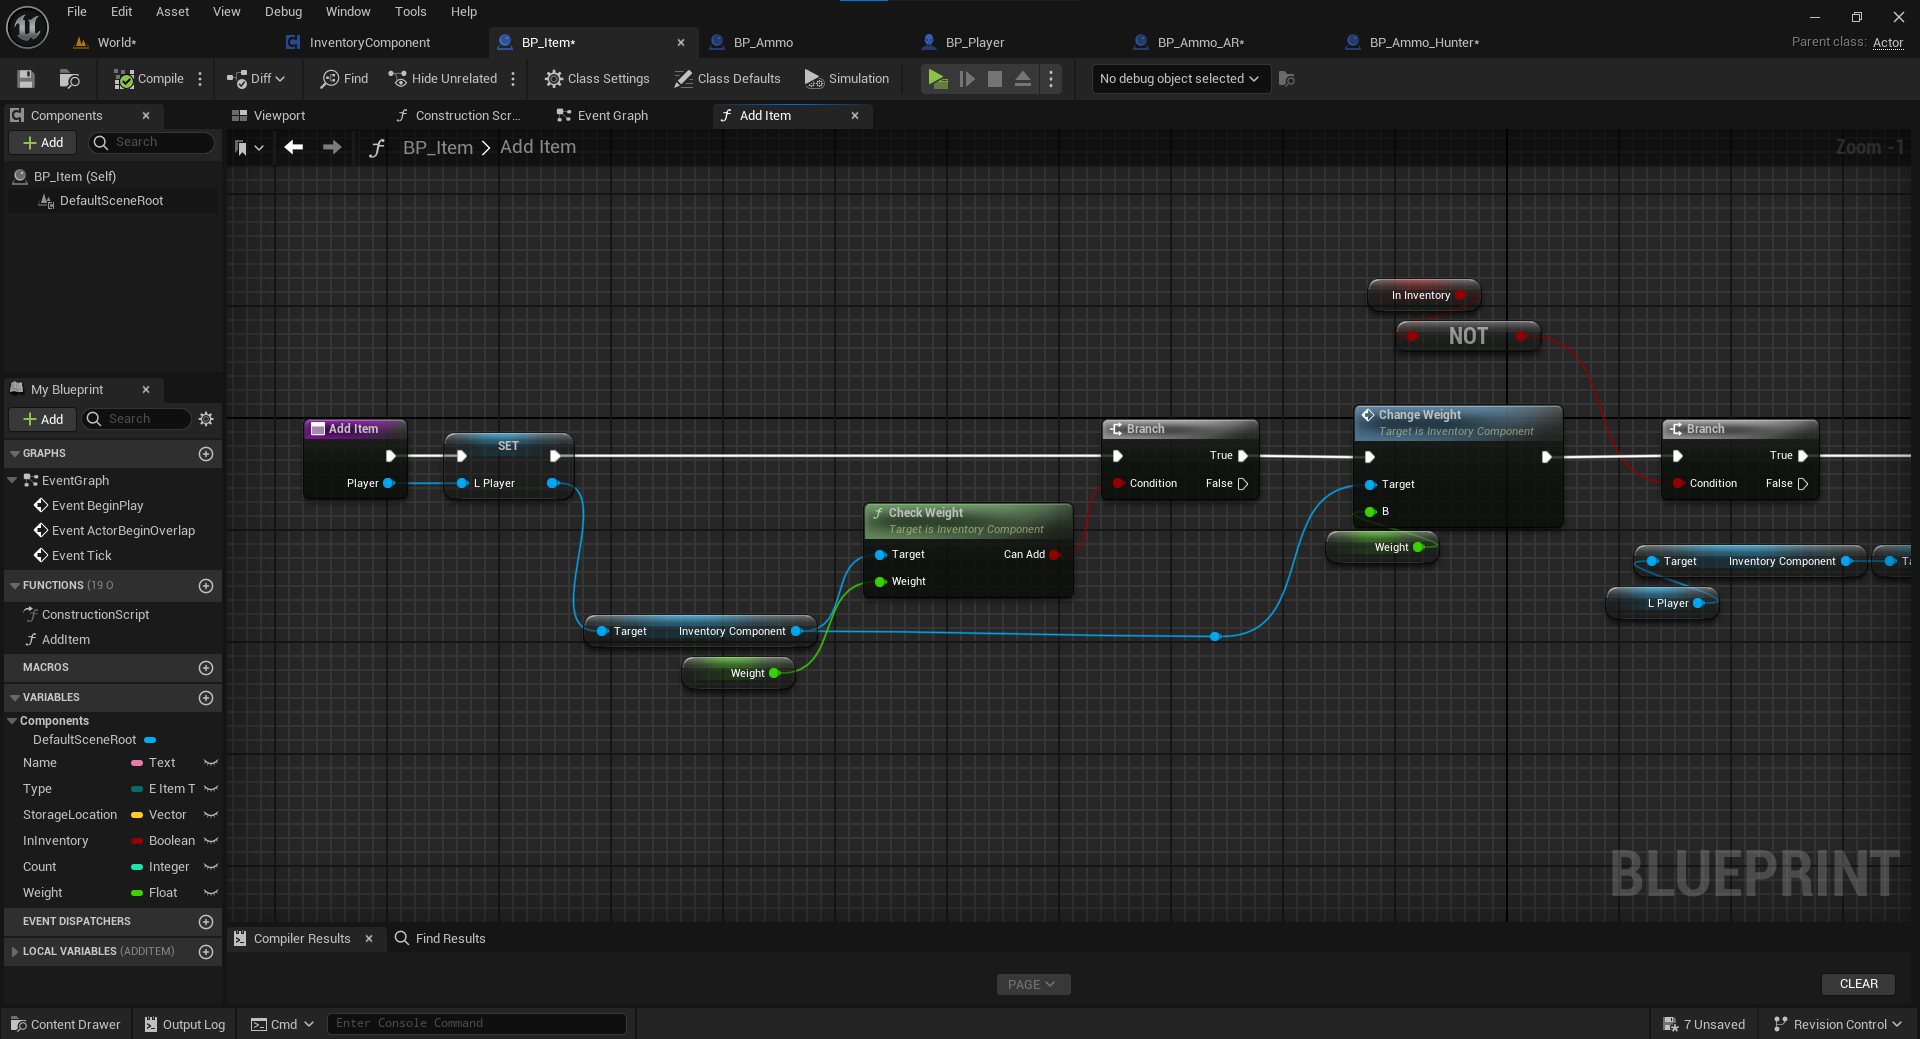 File Edit Asset View Debug Window Tools Help
World* InventoryComponent BP_Item* BP_Ammo BP_Player BP_Ammo_AR* BP_Ammo_Hunter* Parent class: Actor
Compile Diff Find Hide Unrelated Class Settings Class Defaults Simulation No debug object selected
Components
Add Search
BP_Item (Self)
DefaultSceneRoot
Viewport Construction Scr... Event Graph Add Item
BP_Item > Add Item Zoom -1
My Blueprint
Add Search
GRAPHS
EventGraph
Event BeginPlay
Event ActorBeginOverlap
Event Tick
FUNCTIONS (19 O
ConstructionScript
AddItem
MACROS
VARIABLES
Components
DefaultSceneRoot
Name Text
Type E Item T
StorageLocation Vector
InInventory Boolean
Count Integer
Weight Float
EVENT DISPATCHERS
LOCAL VARIABLES (ADDITEM)
In Inventory
NOT
Add Item
Player
SET
L Player
Check Weight
Target is Inventory Component
Target Can Add
Weight
Target Inventory Component
Weight
Branch
True
Condition False
Change Weight
Target is Inventory Component
Target
B
Weight
Branch
True
Condition False
Target Inventory Component
L Player
BLUEPRINT
Compiler Results Find Results
PAGE
CLEAR
Content Drawer Output Log Cmd Enter Console Command 7 Unsaved Revision Control